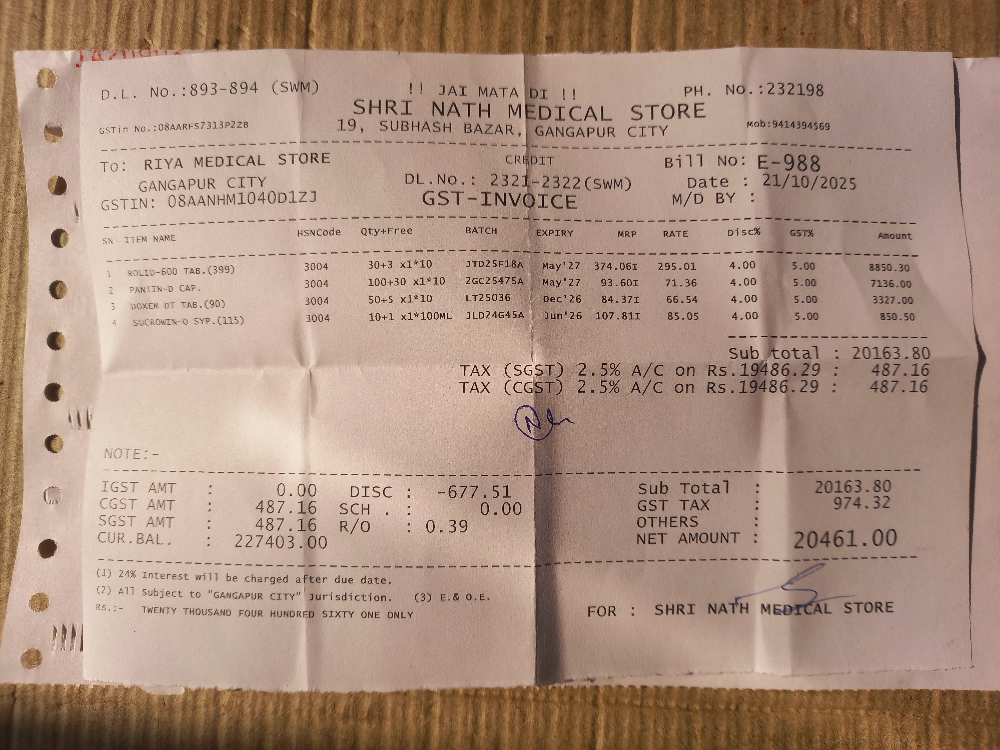 D.L. No.:893-894 (SWM) !! JAI MATA DI !! PH. No.:232198
SHRI NATH MEDICAL STORE
GSTin No.:08AARFS7313P2ZB 19, SUBHASH BAZAR, GANGAPUR CITY Mob:9414394569
To: RIYA MEDICAL STORE CREDIT Bill No: E-988
GANGAPUR CITY DL.No.: 2321-2322(SWM) Date : 21/10/2025
GSTIN: 08AANHM1040D1ZJ GST-INVOICE M/D BY :
SN ITEM NAME HSNCode Qty+Free BATCH EXPIRY MRP RATE Disc% GST% Amount
1 ROLID-600 TAB.(399) 3004 30+3 x1*10 JTD25F18A May'27 374.06I 295.01 4.00 5.00 8850.30
2 PANTIN-D CAP. 3004 100+30 x1*10 2GC25475A May'27 93.60I 71.36 4.00 5.00 7136.00
3 DOXEM DT TAB.(90) 3004 50+5 x1*10 LT25036 Dec'26 84.37I 66.54 4.00 5.00 3327.00
4 SUCROWIN-O SYP.(115) 3004 10+1 x1*100ML JLD24G45A Jun'26 107.81I 85.05 4.00 5.00 850.50
Sub total : 20163.80
TAX (SGST) 2.5% A/C on Rs.19486.29 : 487.16
TAX (CGST) 2.5% A/C on Rs.19486.29 : 487.16
NOTE:-
IGST AMT : 0.00 DISC : -677.51 Sub Total : 20163.80
CGST AMT : 487.16 SCH . : 0.00 GST TAX : 974.32
SGST AMT : 487.16 R/O : 0.39 OTHERS :
CUR.BAL. : 227403.00 NET AMOUNT : 20461.00
(1) 24% Interest will be charged after due date.
(2) All Subject to "GANGAPUR CITY" Jurisdiction. (3) E.& O.E.
Rs.:- TWENTY THOUSAND FOUR HUNDRED SIXTY ONE ONLY
FOR : SHRI NATH MEDICAL STORE